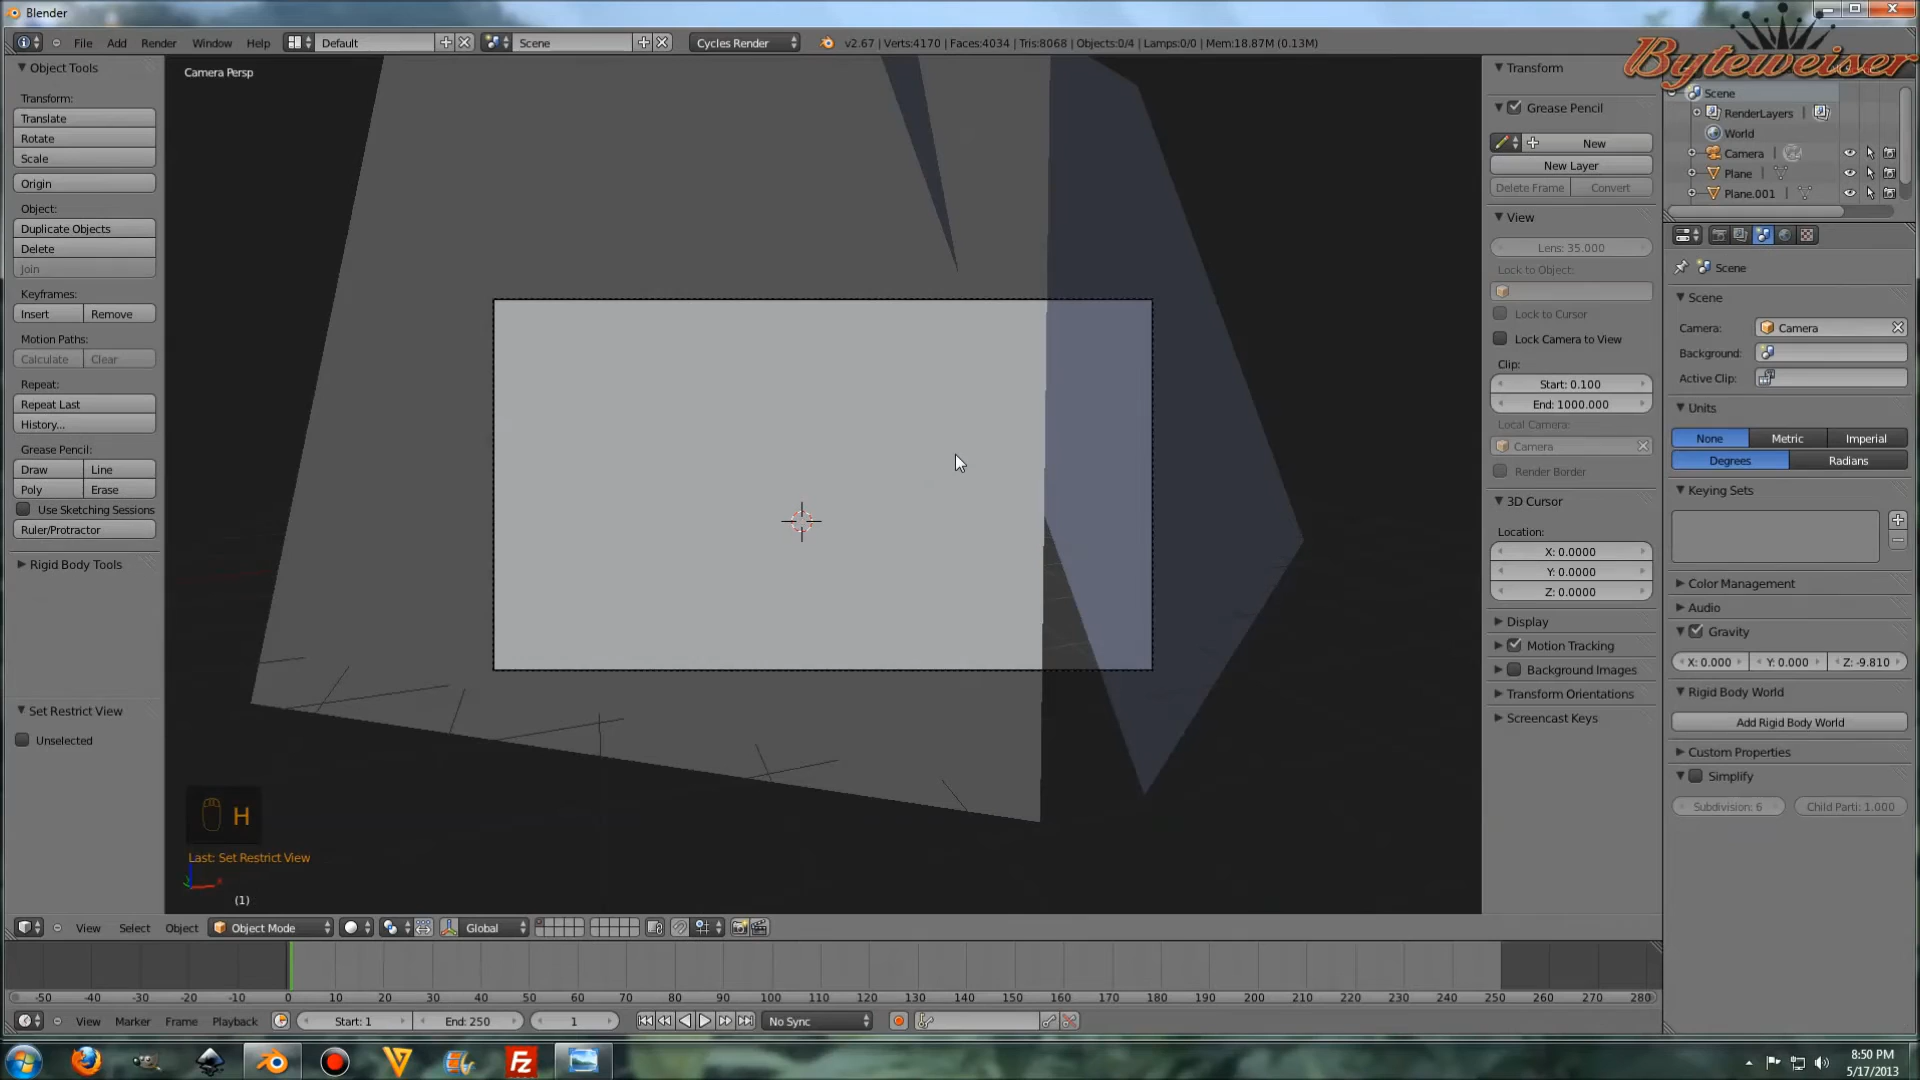 Blender
Byteweiser
File Add Render Window Help Default Scene Cycles Render v2.67 | Verts:4170 | Faces:4034 | Tris:8068 | Objects:0/4 | Lamps:0/0 | Mem:18.87M (0.13M)
Object Tools
Transform:
Translate
Rotate
Scale
Origin
Object:
Duplicate Objects
Delete
Join
Keyframes:
Insert Remove
Motion Paths:
Calculate Clear
Repeat:
Repeat Last
History...
Grease Pencil:
Draw Line
Poly Erase
Use Sketching Sessions
Ruler/Protractor
Rigid Body Tools
Set Restrict View
Unselected
Camera Persp
H
Last: Set Restrict View
(1)
Transform
Grease Pencil
New
New Layer
Delete Frame Convert
View
Lens: 35.000
Lock to Object:
Lock to Cursor
Lock Camera to View
Clip:
Start: 0.100
End: 1000.000
Local Camera:
Camera
Render Border
3D Cursor
Location:
X: 0.0000
Y: 0.0000
Z: 0.0000
Display
Motion Tracking
Background Images
Transform Orientations
Screencast Keys
Scene
RenderLayers
World
Camera
Plane
Plane.001
Scene
Scene
Camera: Camera
Background:
Active Clip:
Units
None Metric Imperial
Degrees Radians
Keying Sets
Color Management
Audio
Gravity
X: 0.000 Y: 0.000 Z: -9.810
Rigid Body World
Add Rigid Body World
Custom Properties
Simplify
Subdivision: 6 Child Parti: 1.000
View Select Object Object Mode Global
-50 -40 -30 -20 -10 0 10 20 30 40 50 60 70 80 90 100 110 120 130 140 150 160 170 180 190 200 210 220 230 240 250 260 270 280
View Marker Frame Playback Start: 1 End: 250 1 No Sync
8:50 PM
5/17/2013